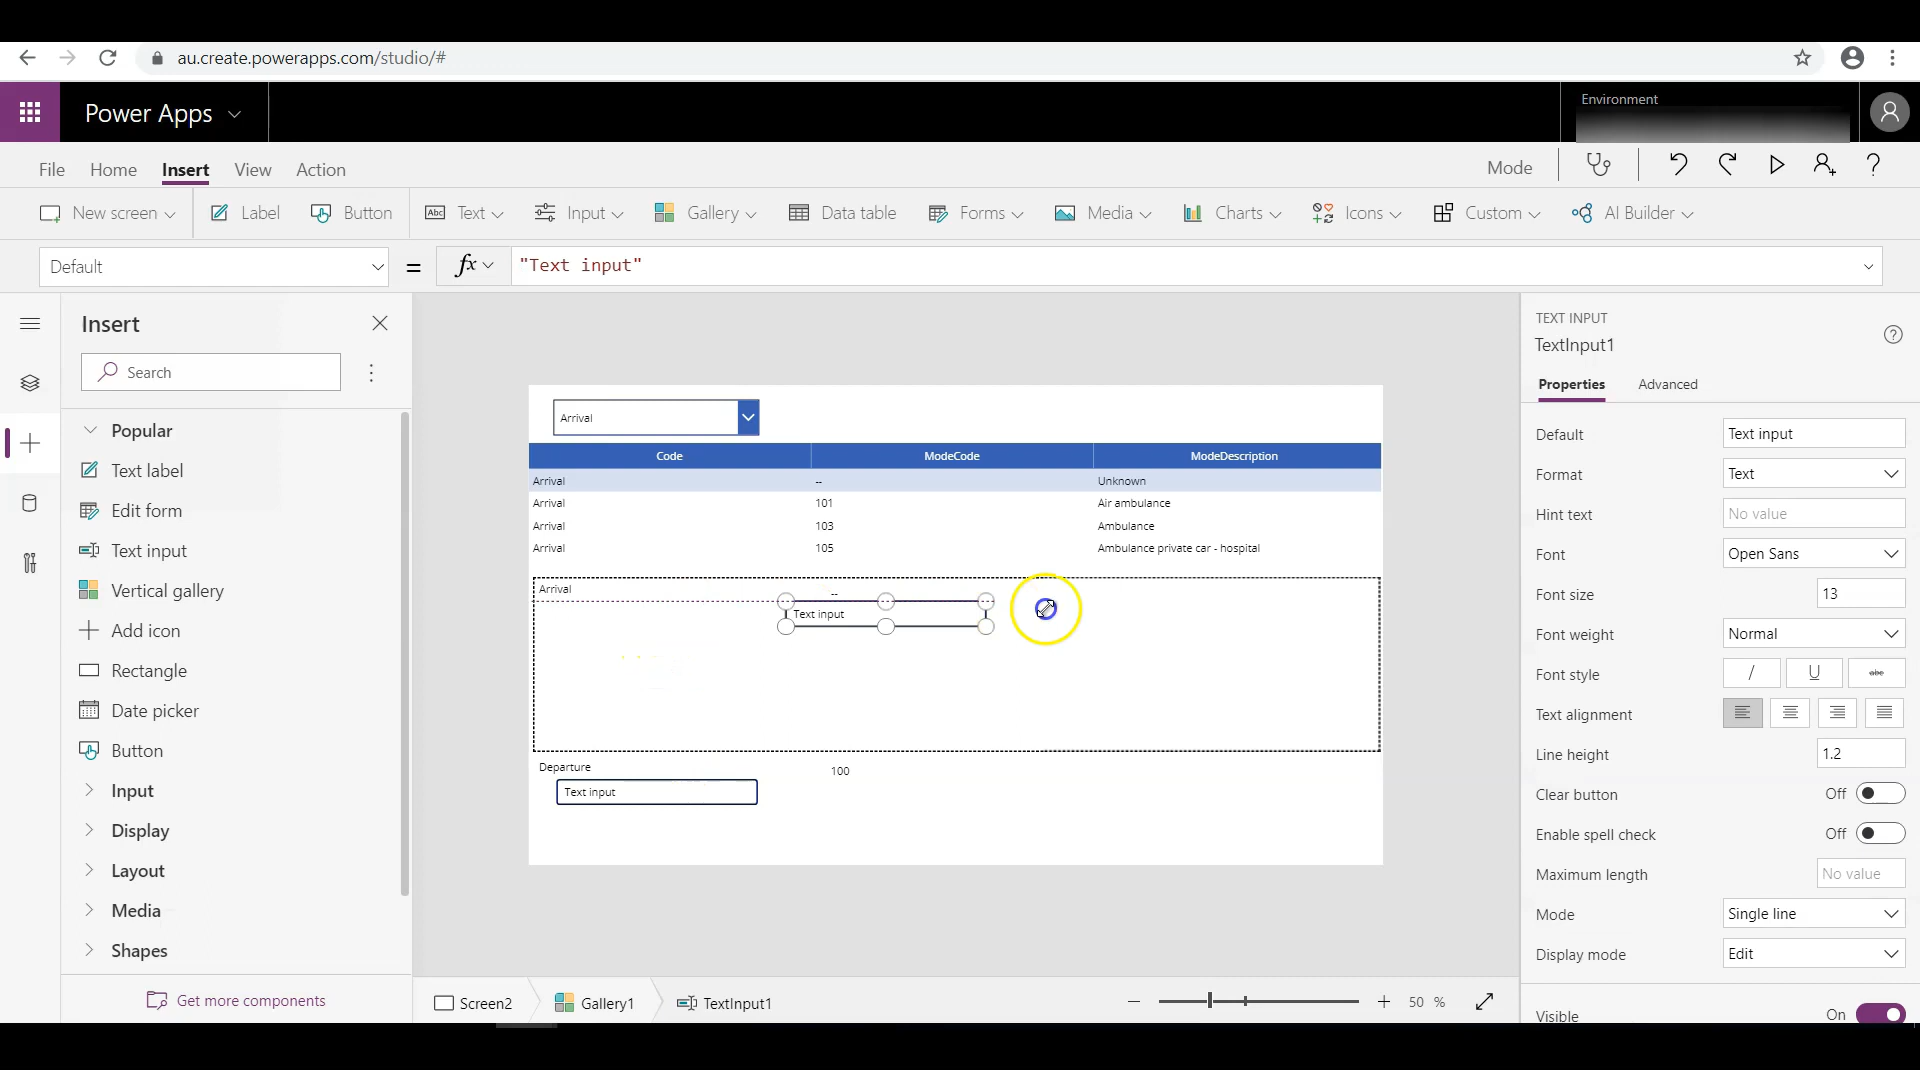 au.create.powerapps.com/studio/#
Power Apps
Environment
File Home Insert View Action
Mode
New screen Label Button Text Input Gallery Data table Forms Media Charts Icons Custom AI Builder
Default = fx "Text input"
Insert
Search
Popular
Text label
Edit form
Text input
Vertical gallery
Add icon
Rectangle
Date picker
Button
Input
Display
Layout
Media
Shapes
Get more components
Arrival
Code ModeCode ModeDescription
Arrival -- Unknown
Arrival 101 Air ambulance
Arrival 103 Ambulance
Arrival 105 Ambulance private car - hospital
Arrival --
Text input
Departure 100
Text input
Screen2 Gallery1 TextInput1
50 %
TEXT INPUT
TextInput1
Properties Advanced
Default Text input
Format Text
Hint text No value
Font Open Sans
Font size 13
Font weight Normal
Font style / U abc
Text alignment
Line height 1.2
Clear button Off
Enable spell check Off
Maximum length No value
Mode Single line
Display mode Edit
Visible On